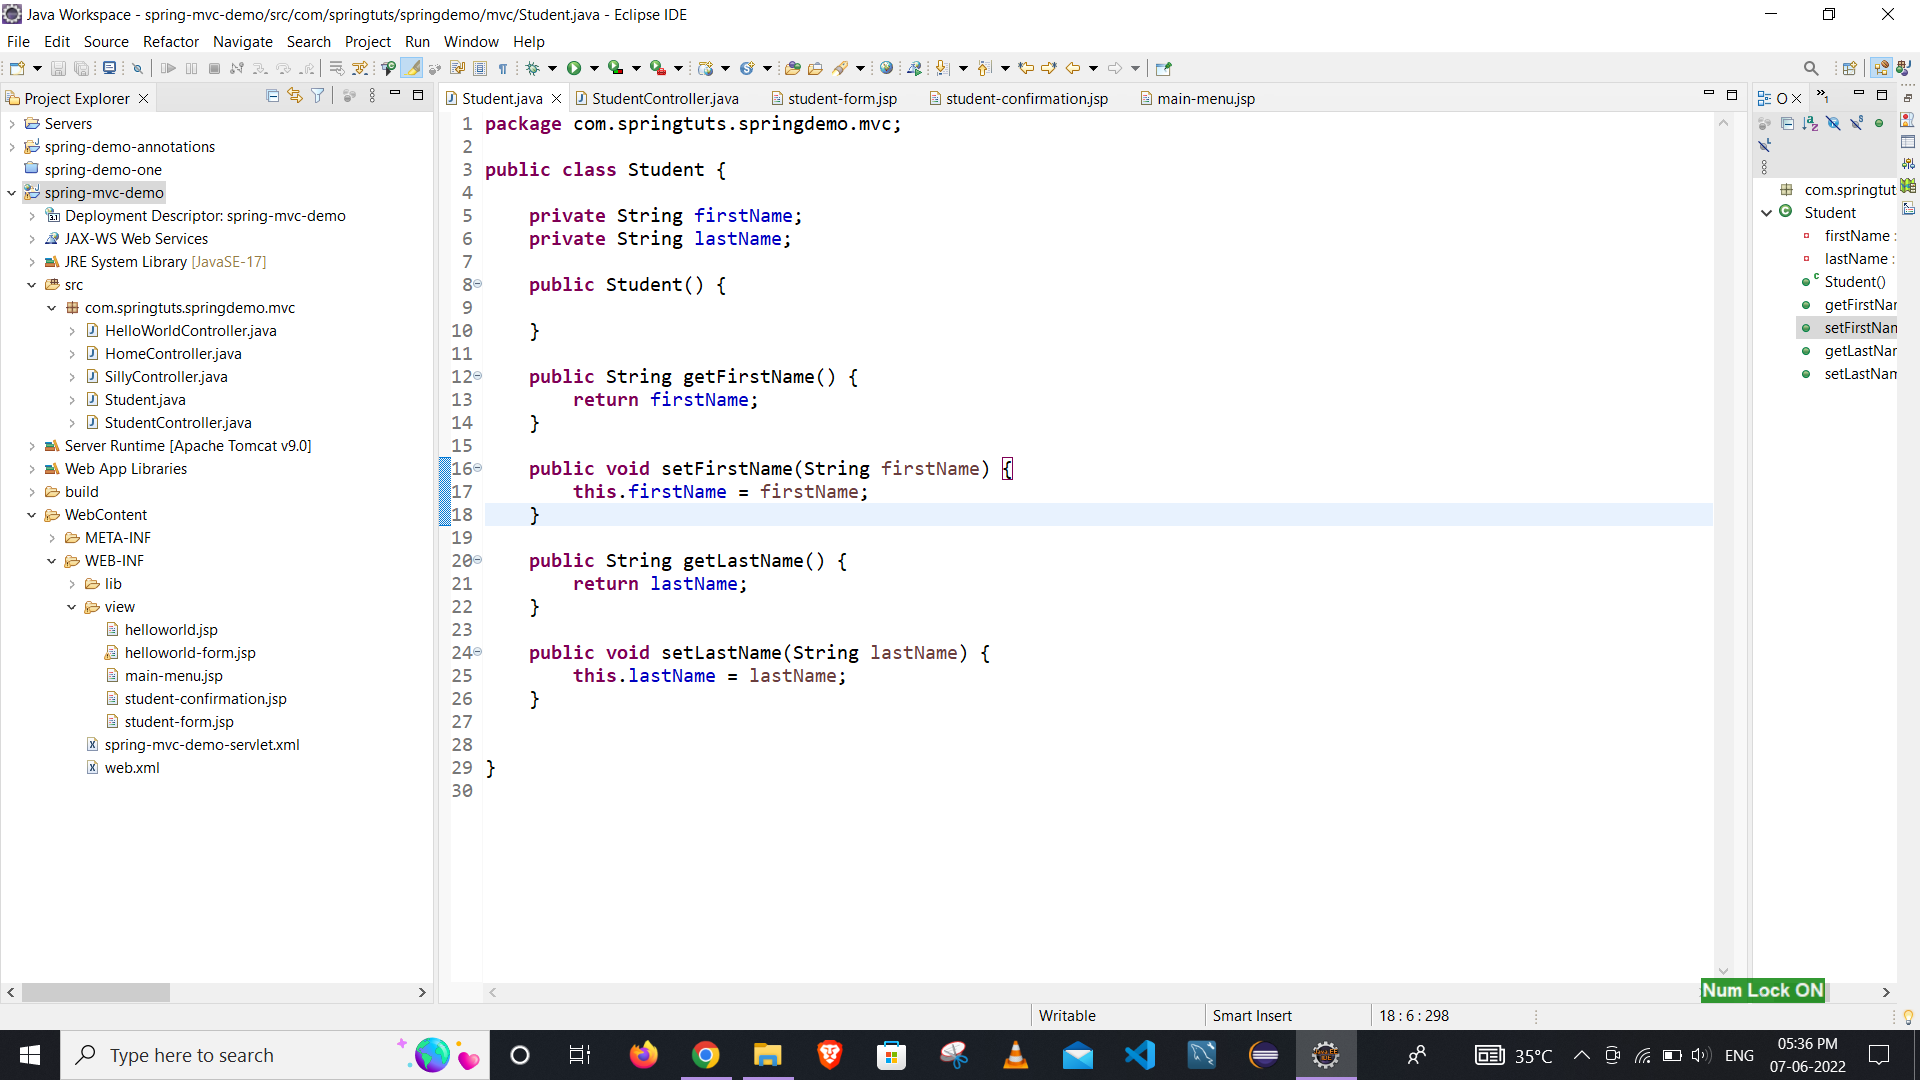 Java Workspace - spring-mvc-demo/src/com/springtuts/springdemo/mvc/Student.java - Eclipse IDE
File Edit Source Refactor Navigate Search Project Run Window Help
Project Explorer
Servers
spring-demo-annotations
spring-demo-one
spring-mvc-demo
Deployment Descriptor: spring-mvc-demo
JAX-WS Web Services
JRE System Library [JavaSE-17]
src
com.springtuts.springdemo.mvc
HelloWorldController.java
HomeController.java
SillyController.java
Student.java
StudentController.java
Server Runtime [Apache Tomcat v9.0]
Web App Libraries
build
WebContent
META-INF
WEB-INF
lib
view
helloworld.jsp
helloworld-form.jsp
main-menu.jsp
student-confirmation.jsp
student-form.jsp
spring-mvc-demo-servlet.xml
web.xml
Student.java StudentController.java student-form.jsp student-confirmation.jsp main-menu.jsp
1 package com.springtuts.springdemo.mvc;
2
3 public class Student {
4
5 private String firstName;
6 private String lastName;
7
8 public Student() {
9
10 }
11
12 public String getFirstName() {
13 return firstName;
14 }
15
16 public void setFirstName(String firstName) {
17 this.firstName = firstName;
18 }
19
20 public String getLastName() {
21 return lastName;
22 }
23
24 public void setLastName(String lastName) {
25 this.lastName = lastName;
26 }
27
28
29 }
30
O
com.springtut
Student
firstName :
lastName :
Student()
getFirstNar
setFirstNan
getLastNar
setLastNam
Num Lock ON
Writable Smart Insert 18 : 6 : 298
Type here to search
35°C ENG 05:36 PM
07-06-2022